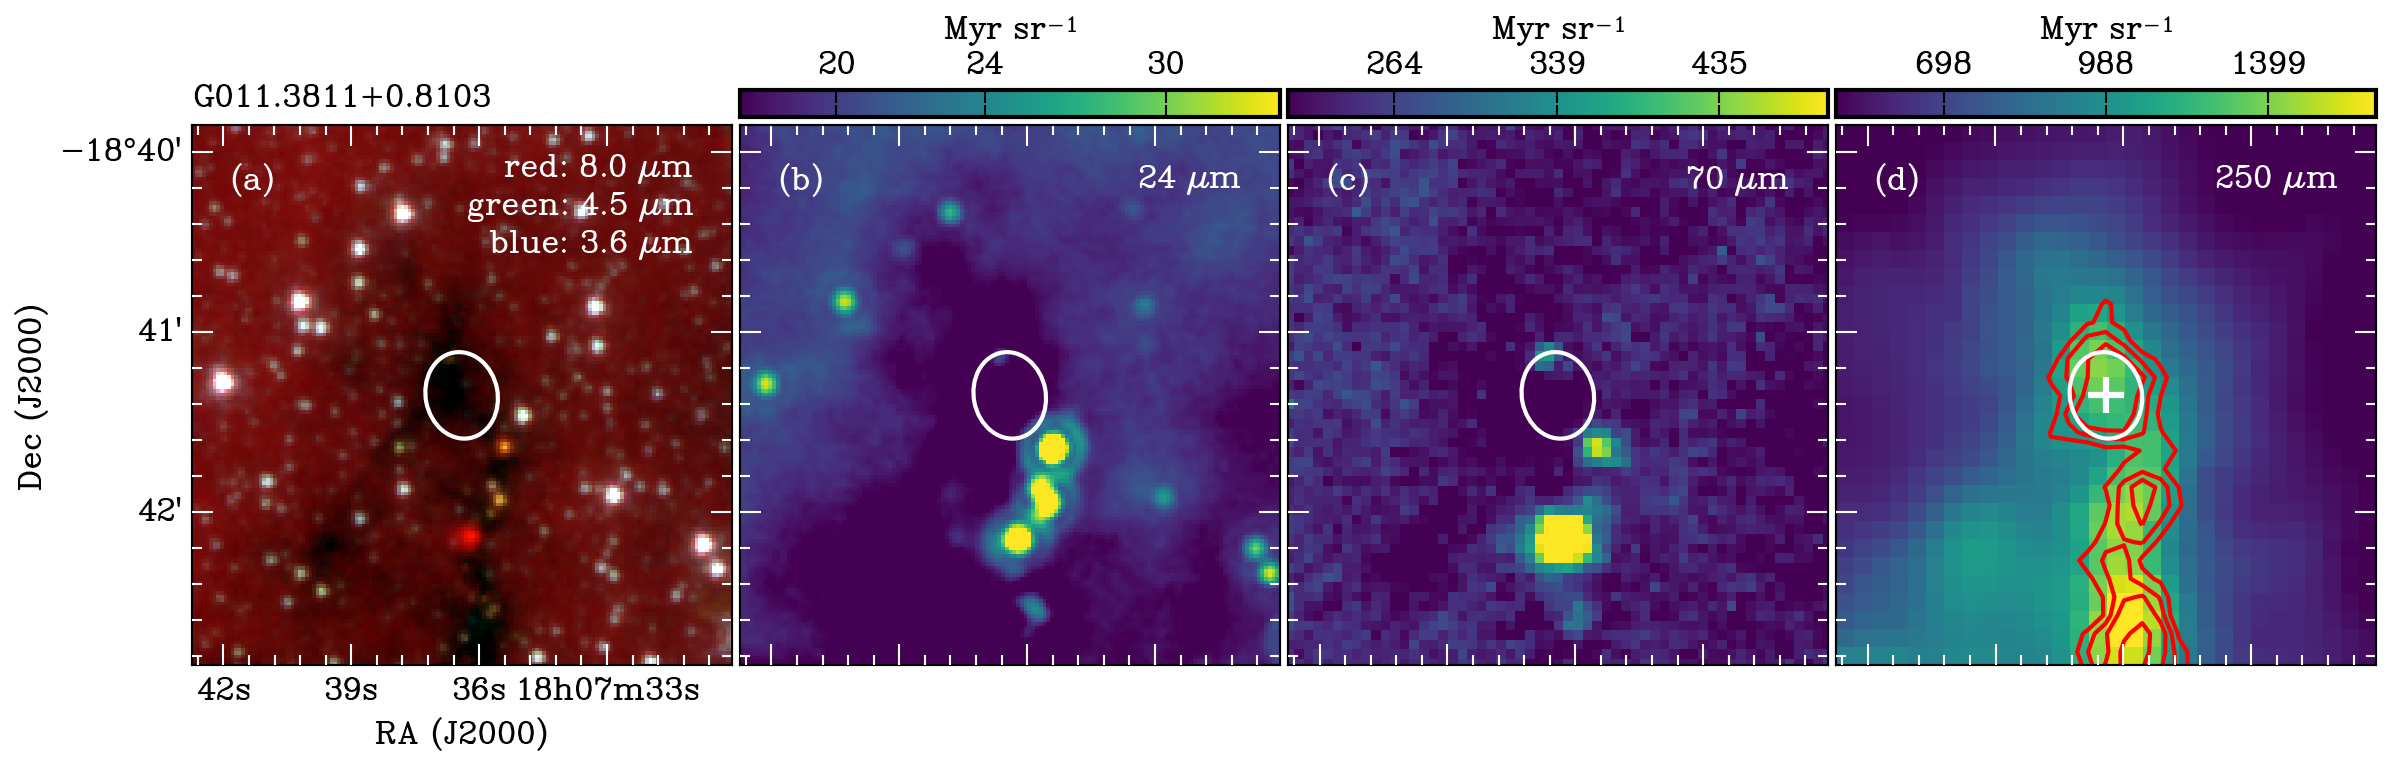 Myr sr⁻¹
20 24 30
Myr sr⁻¹
264 339 435
Myr sr⁻¹
698 988 1399
G011.3811+0.8103
(a)
red: 8.0 μm
green: 4.5 μm
blue: 3.6 μm
(b)
24 μm
(c)
70 μm
(d)
250 μm
−18°40'
41'
42'
Dec (J2000)
42s 39s 36s 18h07m33s
RA (J2000)